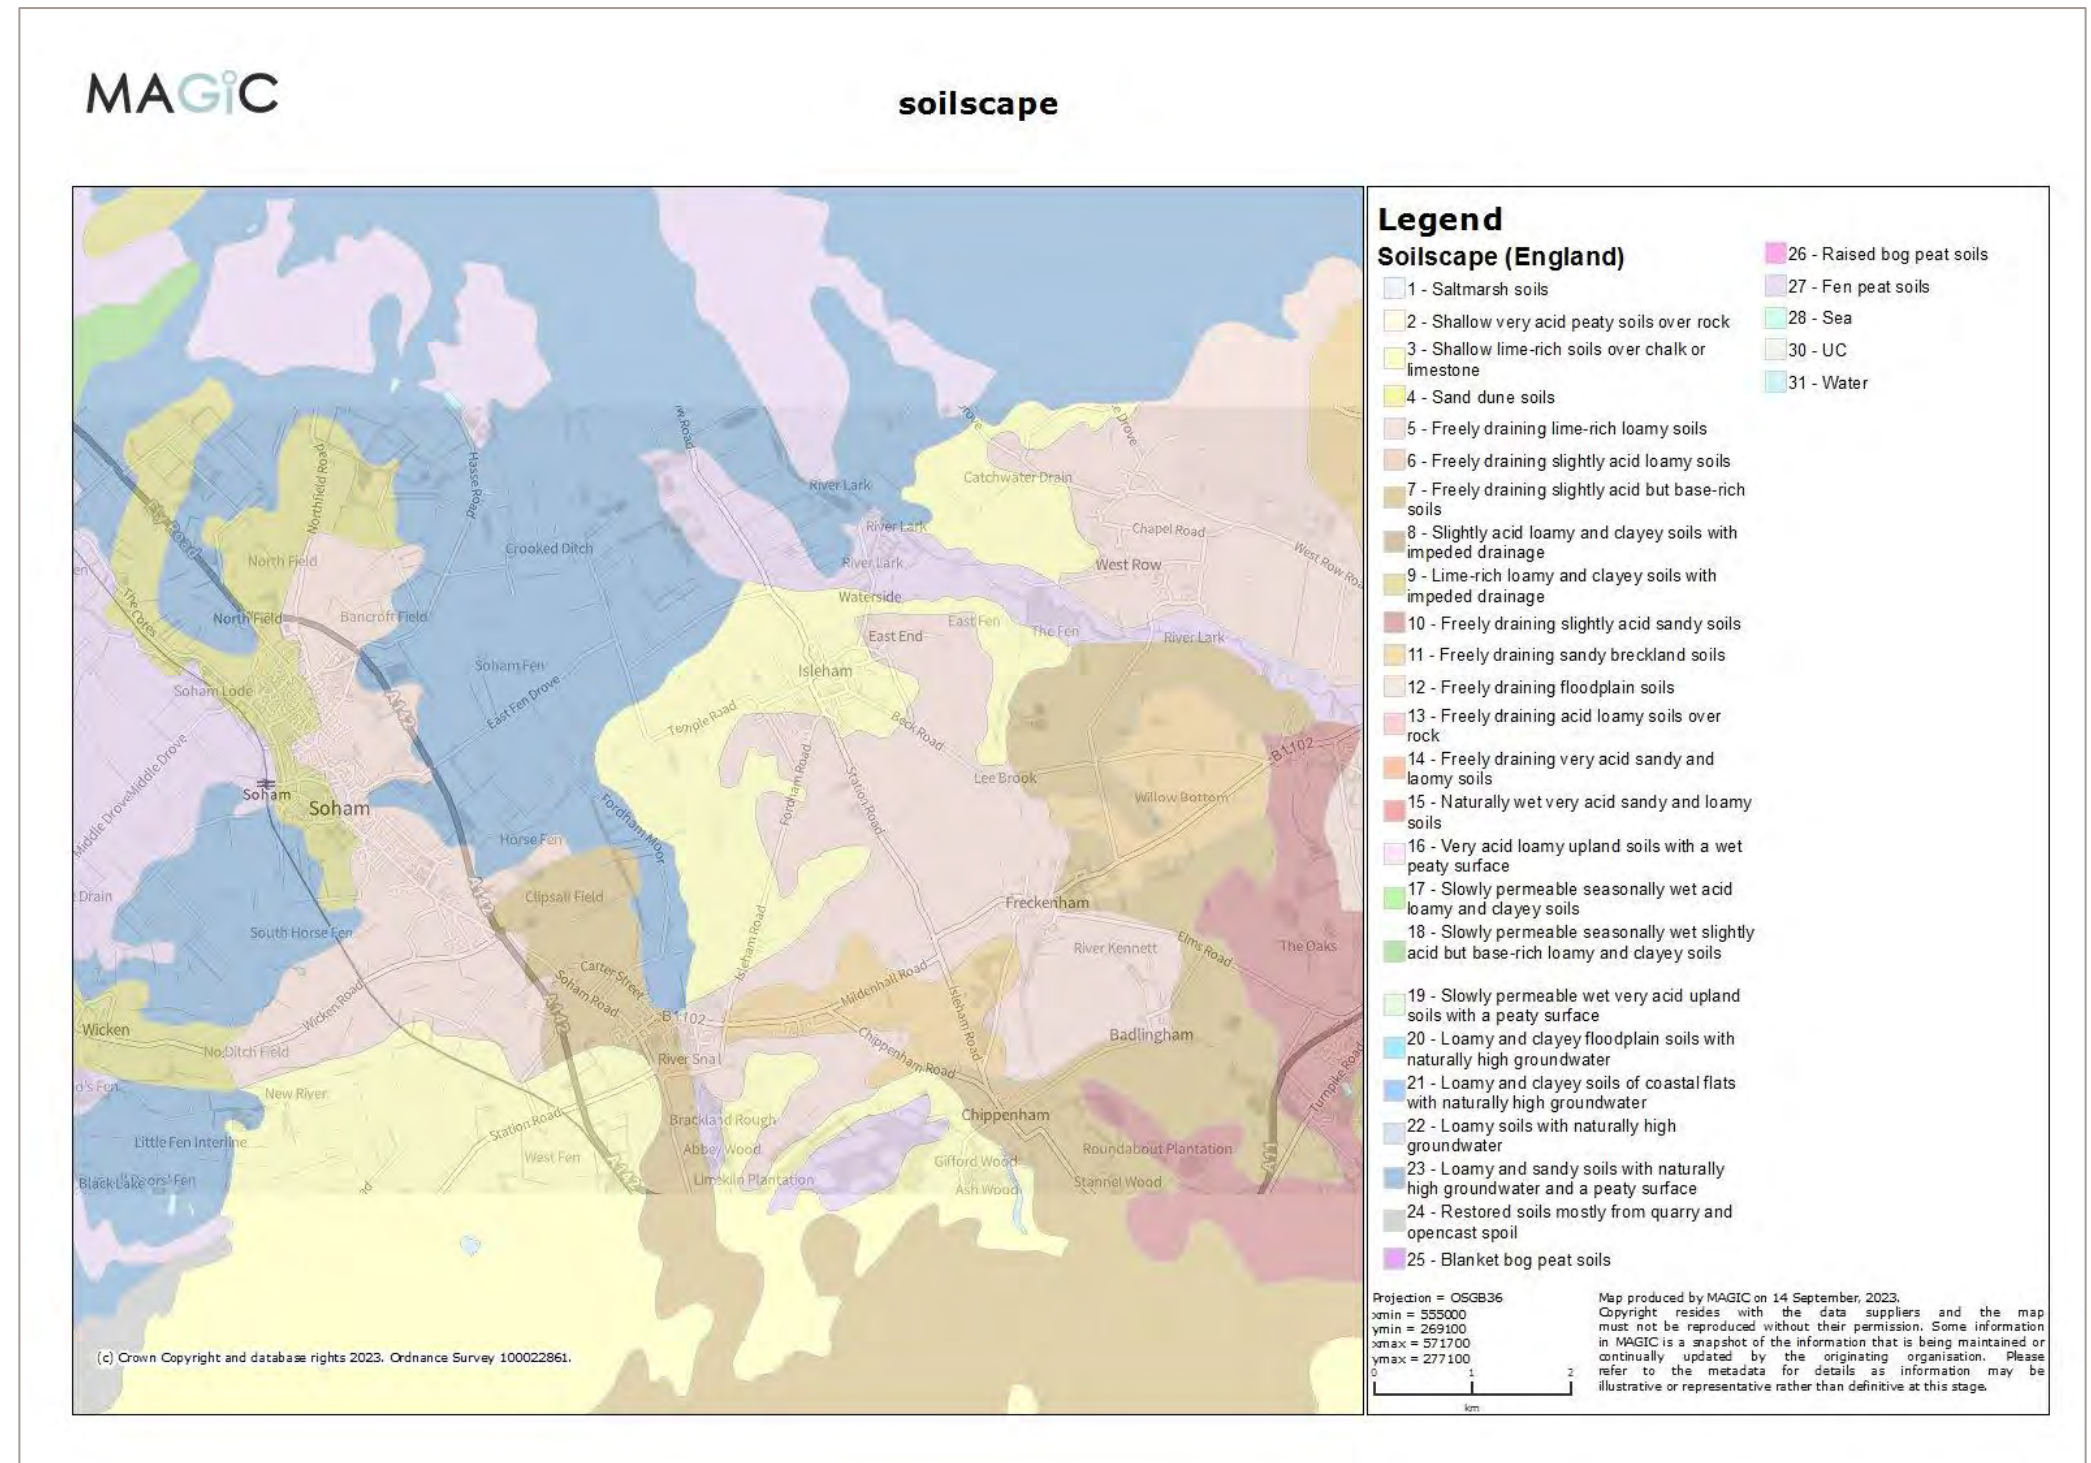 MAGiC
soilscape
Northfield Road
Hasse Road
River Lark
Catchwater Drain
River Lark
Crooked Ditch
Chapel Road
North Field
River Lark
West Row
The Cotes
Waterside
North Field
Bancroft Field
East Fen
East End
The Fen
River Lark
Soham Fen
Isleham
Soham Lode
East Fen Drove
A142
Temple Road
Beck Road
B1102
Middle Drove
Middle Drove
Fordham Road
Station Road
Lee Brook
Soham
Soham
Willow Bottom
Fordham Moor
Horse Fen
Drain
A142
Clipsall Field
Freckenham
South Horse Fen
Isleham Road
River Kennett
Elms Road
The Oaks
Carter Street
Soham Road
Mildenhall Road
Wicken Road
A142
Isleham Road
B1102
Wicken
Badlingham
No Ditch Field
River Snail
Chippenham Road
Turnpike Road
New River
Station Road
Brackland Rough
Chippenham
Little Fen Interline
West Fen
Abbey Wood
Gifford Wood
Roundabout Plantation
A11
A142
Limekiln Plantation
Ash Wood
Stannel Wood
(c) Crown Copyright and database rights 2023. Ordnance Survey 100022861.
Legend
Soilscape (England)
1 - Saltmarsh soils
2 - Shallow very acid peaty soils over rock
3 - Shallow lime-rich soils over chalk or
limestone
4 - Sand dune soils
5 - Freely draining lime-rich loamy soils
6 - Freely draining slightly acid loamy soils
7 - Freely draining slightly acid but base-rich
soils
8 - Slightly acid loamy and clayey soils with
impeded drainage
9 - Lime-rich loamy and clayey soils with
impeded drainage
10 - Freely draining slightly acid sandy soils
11 - Freely draining sandy breckland soils
12 - Freely draining floodplain soils
13 - Freely draining acid loamy soils over
rock
14 - Freely draining very acid sandy and
laomy soils
15 - Naturally wet very acid sandy and loamy
soils
16 - Very acid loamy upland soils with a wet
peaty surface
17 - Slowly permeable seasonally wet acid
loamy and clayey soils
18 - Slowly permeable seasonally wet slightly
acid but base-rich loamy and clayey soils
19 - Slowly permeable wet very acid upland
soils with a peaty surface
20 - Loamy and clayey floodplain soils with
naturally high groundwater
21 - Loamy and clayey soils of coastal flats
with naturally high groundwater
22 - Loamy soils with naturally high
groundwater
23 - Loamy and sandy soils with naturally
high groundwater and a peaty surface
24 - Restored soils mostly from quarry and
opencast spoil
25 - Blanket bog peat soils
26 - Raised bog peat soils
27 - Fen peat soils
28 - Sea
30 - UC
31 - Water
Projection = OSGB36
xmin = 555000
ymin = 269100
xmax = 571700
ymax = 277100
0 1 2
km
Map produced by MAGIC on 14 September, 2023.
Copyright resides with the data suppliers and the map
must not be reproduced without their permission. Some information
in MAGIC is a snapshot of the information that is being maintained or
continually updated by the originating organisation. Please
refer to the metadata for details as information may be
illustrative or representative rather than definitive at this stage.